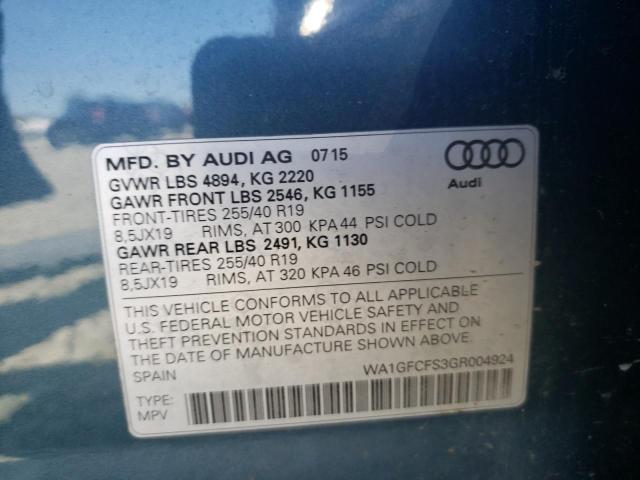 MFD. BY AUDI AG 07 15
GVWR LBS 4894, KG 2220
GAWR FRONT LBS 2546, KG 1155
FRONT-TIRES 255/40 R19
8,5JX19 RIMS, AT 300 KPA 44 PSI COLD
GAWR REAR LBS 2491, KG 1130
REAR-TIRES 255/40 R19
8,5JX19 RIMS, AT 320 KPA 46 PSI COLD
Audi
THIS VEHICLE CONFORMS TO ALL APPLICABLE
U.S. FEDERAL MOTOR VEHICLE SAFETY AND
THEFT PREVENTION STANDARDS IN EFFECT ON
THE DATE OF MANUFACTURE SHOWN ABOVE.
SPAIN
WA1GFCFS3GR004924
TYPE:
MPV